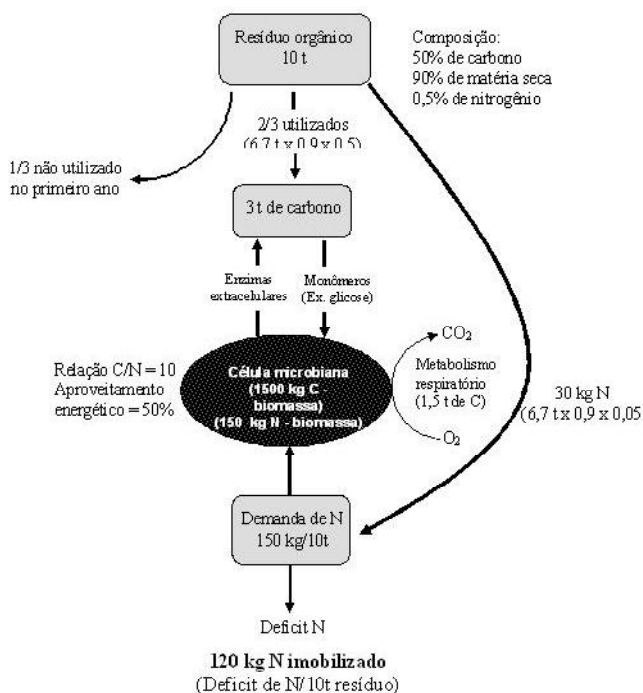 Resíduo orgânico
10 t
Composição:
50% de carbono
90% de matéria seca
0,5% de nitrogênio
2/3 utilizados
(6,7 t x 0,9 x 0,5)
1/3 não utilizado
no primeiro ano
3 t de carbono
Enzimas
extracelulares
Monômeros
(Ex. glicose)
CO2
Relação C/N = 10
Aproveitamento
energético = 50%
Célula microbiana
(1500 kg C
biomassa)
(150 kg N - biomassa)
Metabolismo
respiratório
(1,5 t de C)
O2
30 kg N
(6,7 t x 0,9 x 0,05
Demanda de N
150 kg/10t
Deficit N
120 kg N imobilizado
(Deficit de N/10t resíduo)